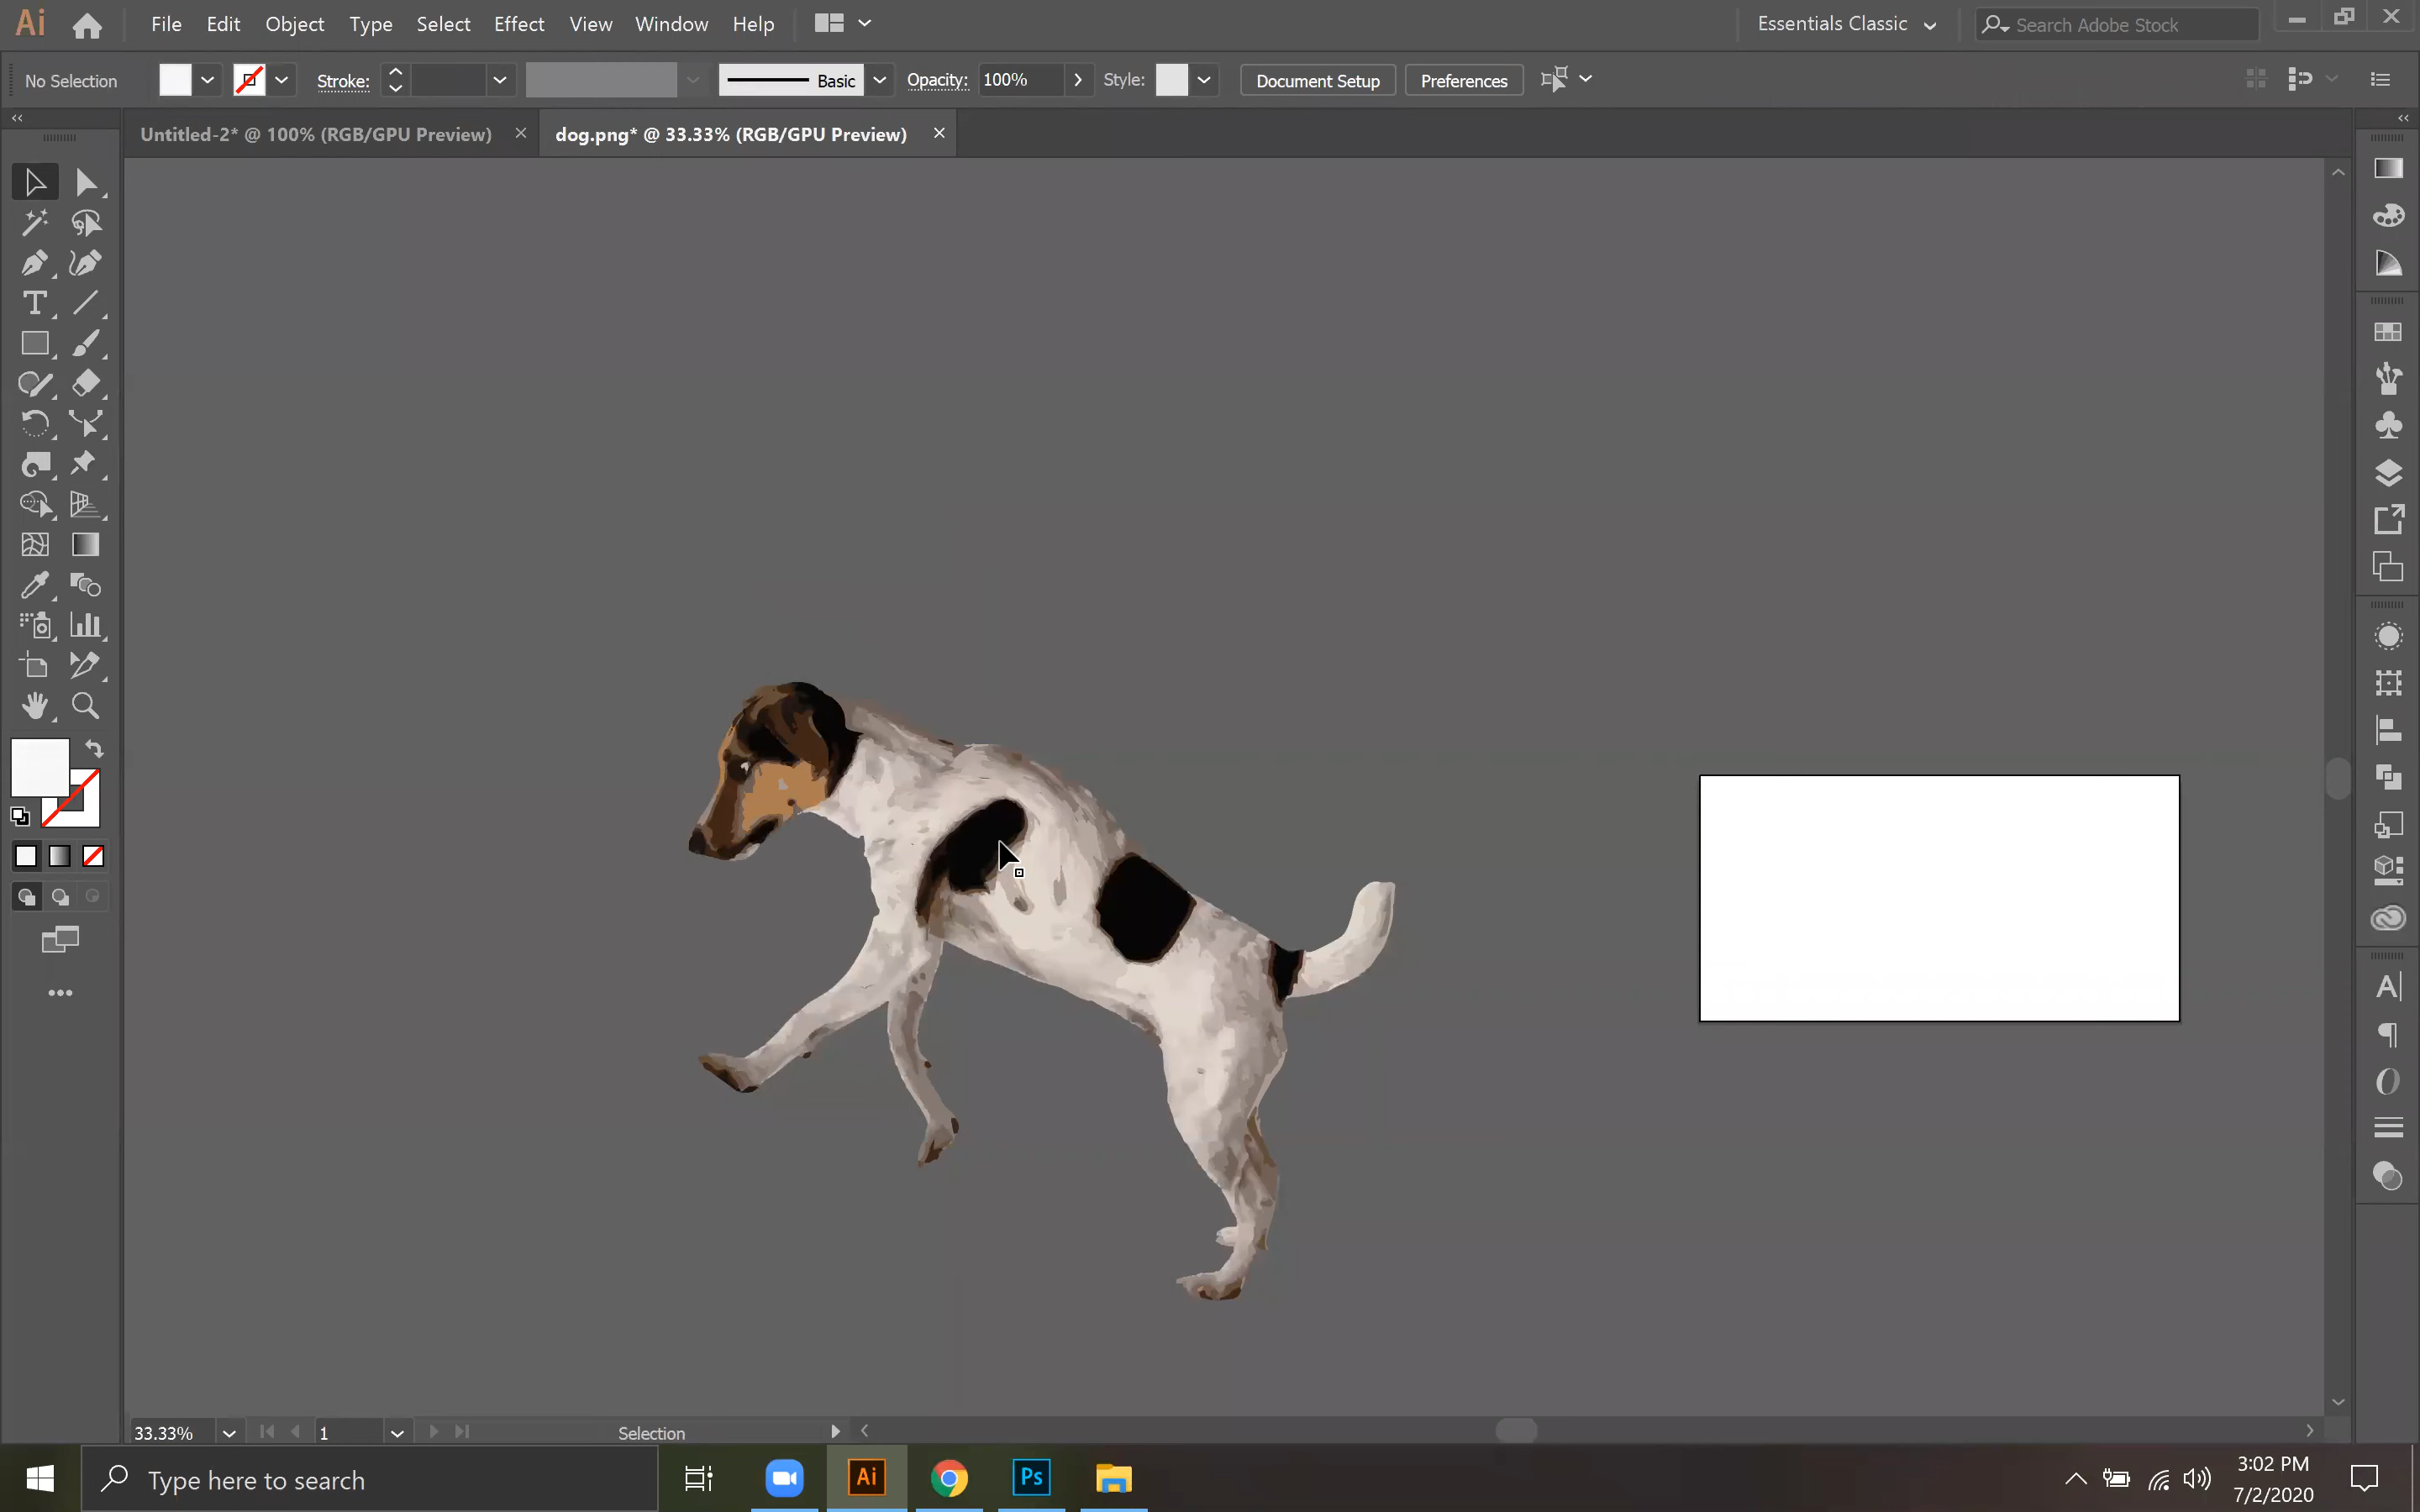 Ai File Edit Object Type Select Effect View Window Help Essentials Classic Search Adobe Stock
No Selection Stroke: Basic Opacity: 100% Style: Document Setup Preferences
Untitled-2* @ 100% (RGB/GPU Preview) dog.png* @ 33.33% (RGB/GPU Preview)
33.33% 1 Selection
Type here to search Ai Ps 3:02 PM
7/2/2020